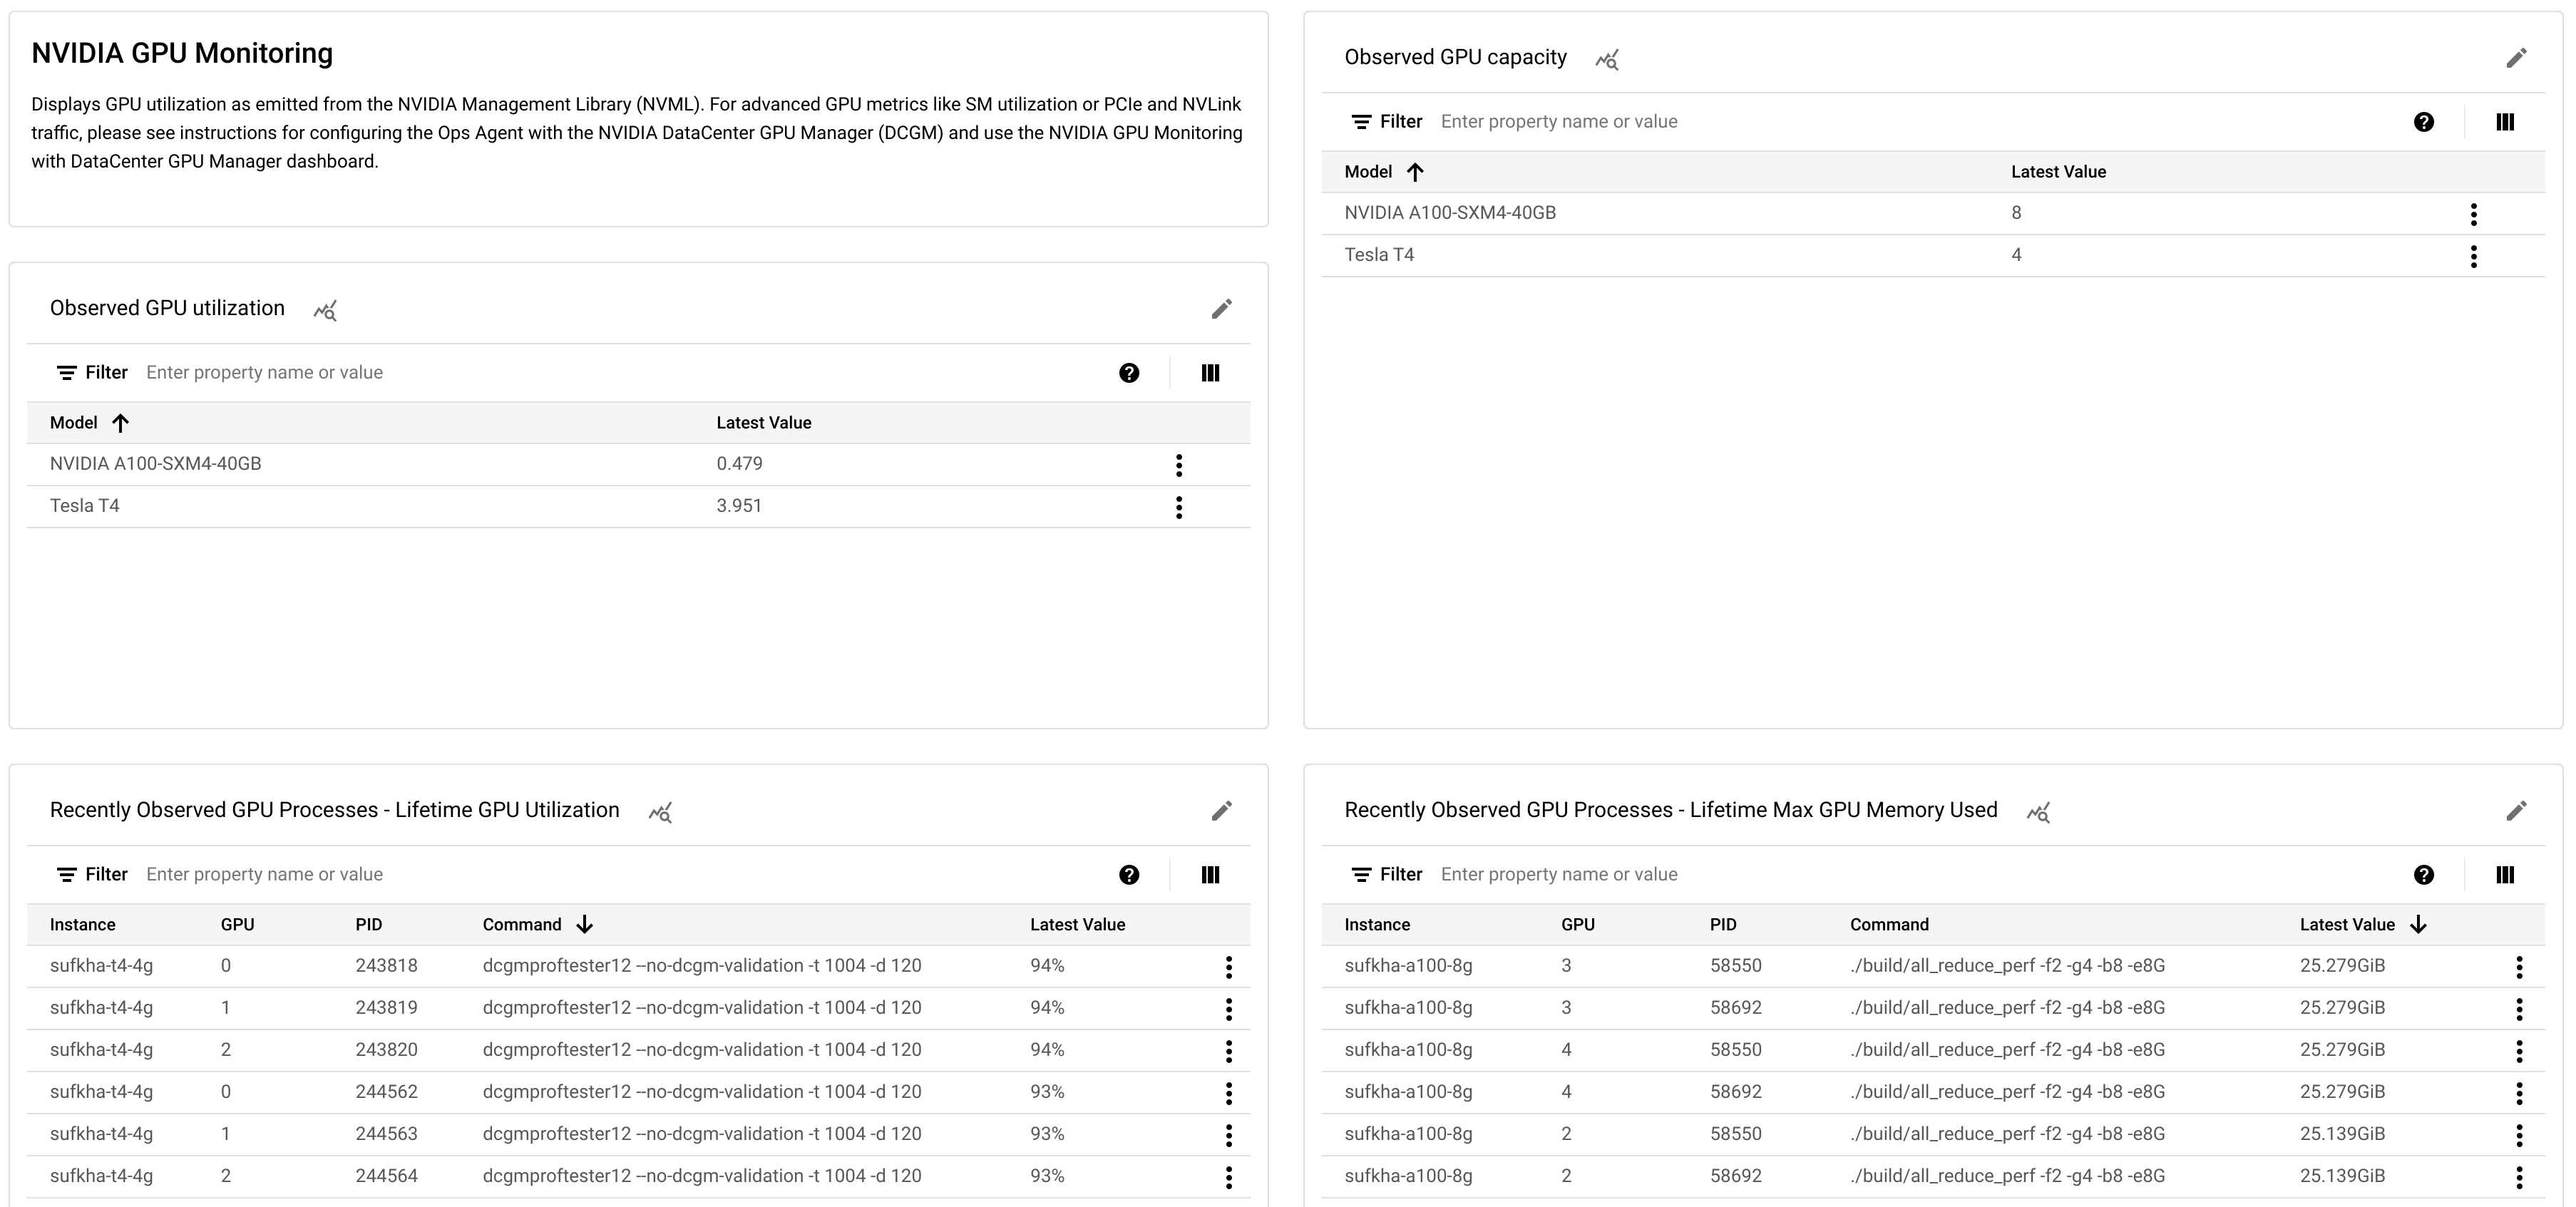 NVIDIA GPU Monitoring
Displays GPU utilization as emitted from the NVIDIA Management Library (NVML). For advanced GPU metrics like SM utilization or PCIe and NVLink
traffic, please see instructions for configuring the Ops Agent with the NVIDIA DataCenter GPU Manager (DCGM) and use the NVIDIA GPU Monitoring
with DataCenter GPU Manager dashboard.
Observed GPU capacity
Filter Enter property name or value
Model Latest Value
NVIDIA A100-SXM4-40GB 8
Tesla T4 4
Observed GPU utilization
Filter Enter property name or value
Model Latest Value
NVIDIA A100-SXM4-40GB 0.479
Tesla T4 3.951
Recently Observed GPU Processes - Lifetime GPU Utilization
Filter Enter property name or value
Instance GPU PID Command Latest Value
sufkha-t4-4g 0 243818 dcgmproftester12 --no-dcgm-validation -t 1004 -d 120 94%
sufkha-t4-4g 1 243819 dcgmproftester12 --no-dcgm-validation -t 1004 -d 120 94%
sufkha-t4-4g 2 243820 dcgmproftester12 --no-dcgm-validation -t 1004 -d 120 94%
sufkha-t4-4g 0 244562 dcgmproftester12 --no-dcgm-validation -t 1004 -d 120 93%
sufkha-t4-4g 1 244563 dcgmproftester12 --no-dcgm-validation -t 1004 -d 120 93%
sufkha-t4-4g 2 244564 dcgmproftester12 --no-dcgm-validation -t 1004 -d 120 93%
Recently Observed GPU Processes - Lifetime Max GPU Memory Used
Filter Enter property name or value
Instance GPU PID Command Latest Value
sufkha-a100-8g 3 58550 ./build/all_reduce_perf -f2 -g4 -b8 -e8G 25.279GiB
sufkha-a100-8g 3 58692 ./build/all_reduce_perf -f2 -g4 -b8 -e8G 25.279GiB
sufkha-a100-8g 4 58550 ./build/all_reduce_perf -f2 -g4 -b8 -e8G 25.279GiB
sufkha-a100-8g 4 58692 ./build/all_reduce_perf -f2 -g4 -b8 -e8G 25.279GiB
sufkha-a100-8g 2 58550 ./build/all_reduce_perf -f2 -g4 -b8 -e8G 25.139GiB
sufkha-a100-8g 2 58692 ./build/all_reduce_perf -f2 -g4 -b8 -e8G 25.139GiB